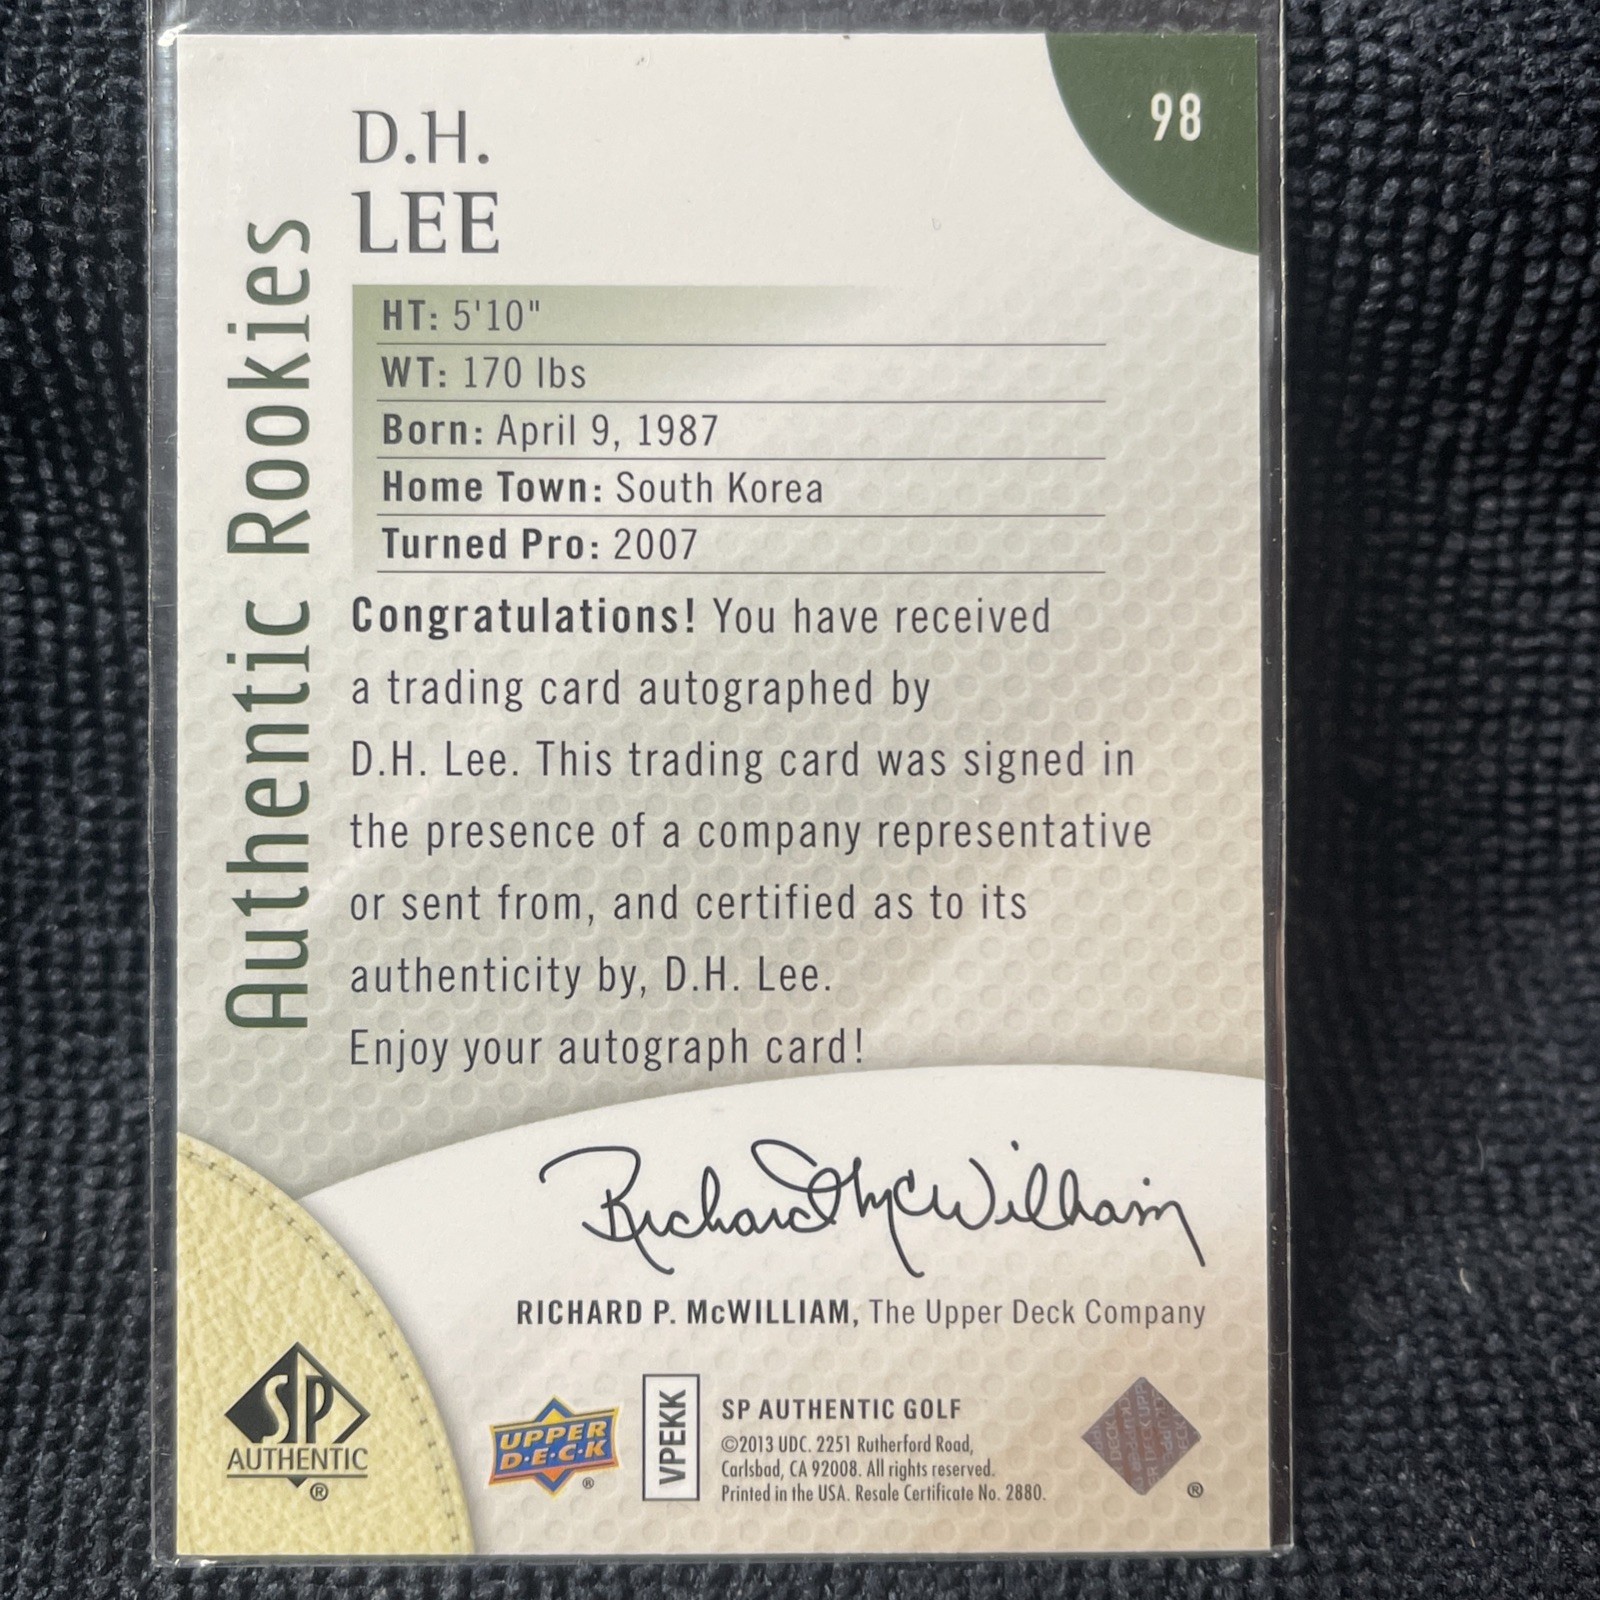 98
D.H.
LEE
Authentic Rookies
HT: 5'10"
WT: 170 lbs
Born: April 9, 1987
Home Town: South Korea
Turned Pro: 2007
Congratulations! You have received
a trading card autographed by
D.H. Lee. This trading card was signed in
the presence of a company representative
or sent from, and certified as to its
authenticity by, D.H. Lee.
Enjoy your autograph card!
Richard McWilliam
RICHARD P. McWILLIAM, The Upper Deck Company
SP
AUTHENTIC
®
UPPER
D•E•C•K
®
VPEKK
SP AUTHENTIC GOLF
©2013 UDC. 2251 Rutherford Road,
Carlsbad, CA 92008. All rights reserved.
Printed in the USA. Resale Certificate No. 2880.
®